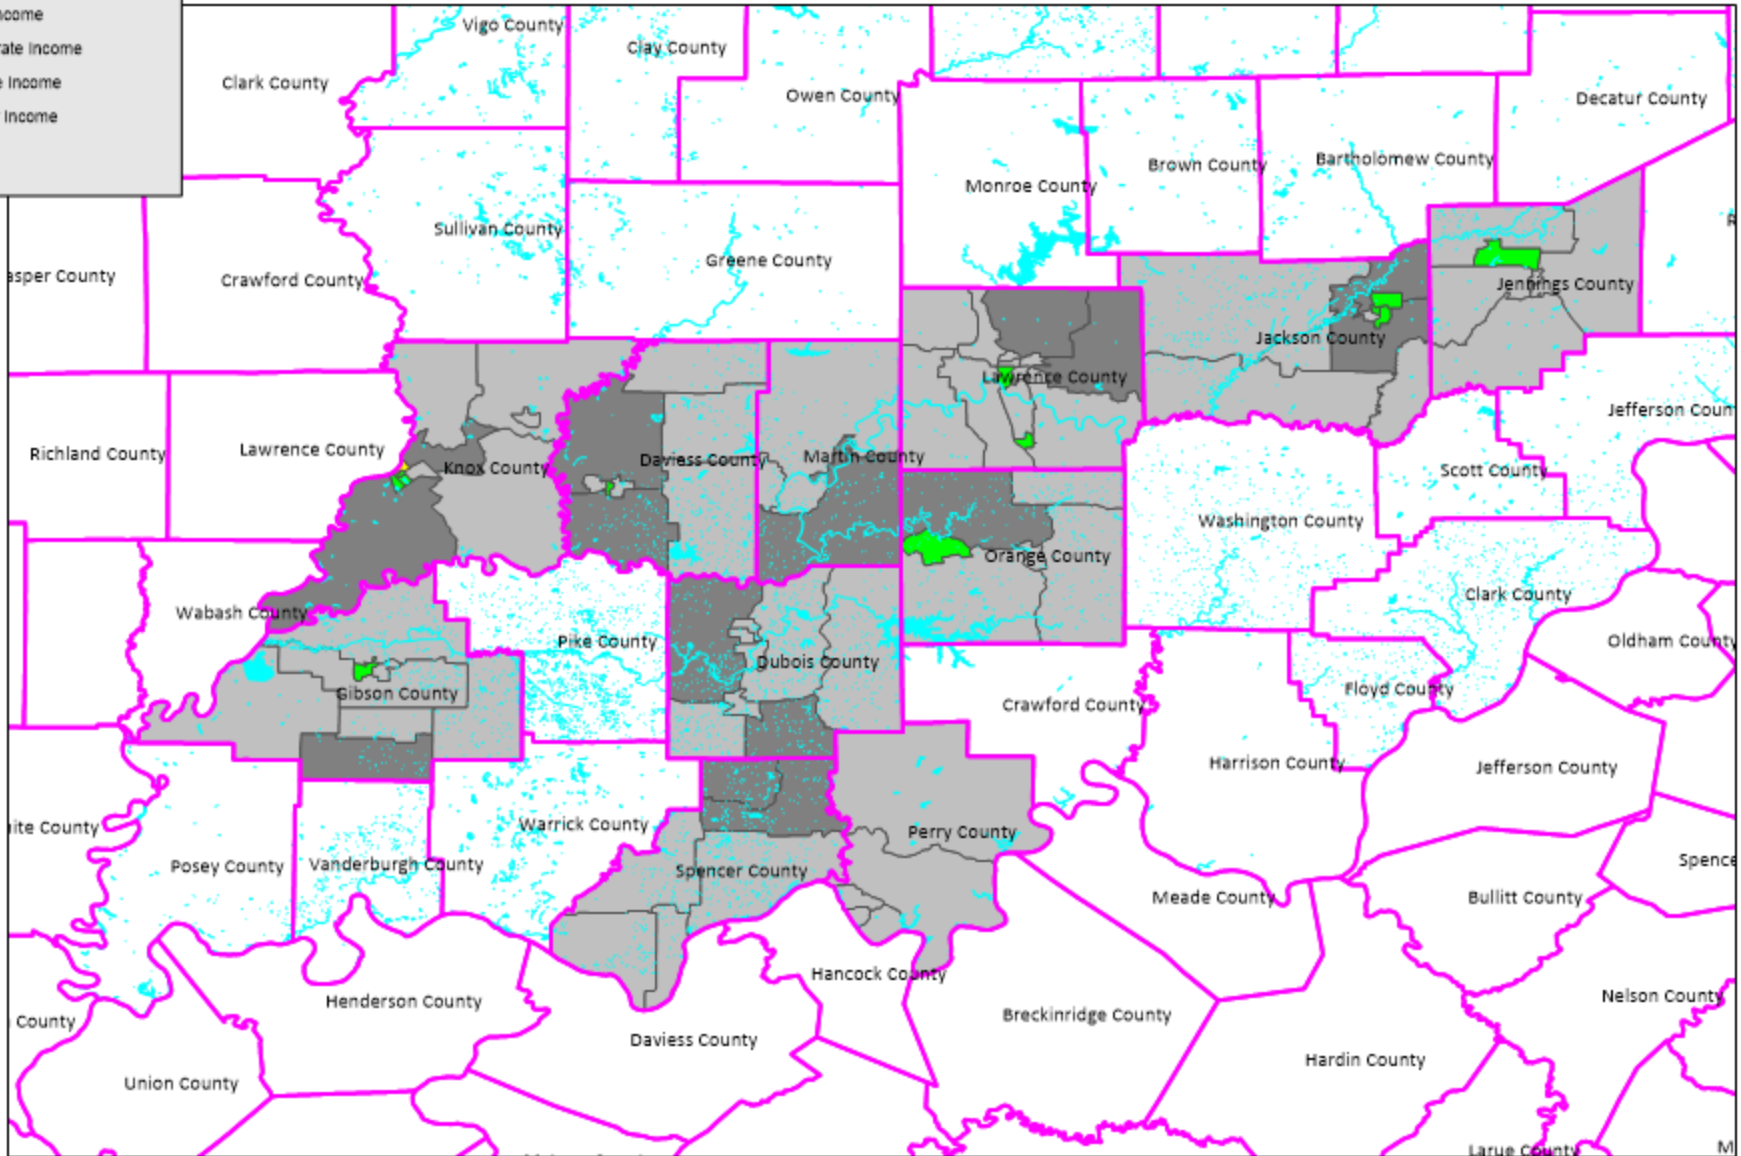 ncome
rate Income
e Income
Income
Vigo County
Clay County
Clark County
Owen County
Decatur County
Bartholomew County
Brown County
Monroe County
Sullivan County
Greene County
asper County
Crawford County
Jennings County
Jackson County
Lawrence County
Jefferson Coun
Richland County
Lawrence County
Knox County
Daviess County
Martin County
Scott County
Washington County
Orange County
Clark County
Wabash County
Pike County
Oldham County
Dubois County
Gibson County
Floyd County
Crawford County
Harrison County
Jefferson County
ite County
Warrick County
Perry County
Posey County
Vanderburgh County
Spencer County
Spence
Meade County
Bullitt County
Hancock County
Henderson County
Nelson County
County
Breckinridge County
Daviess County
Hardin County
Union County
Larue County
M